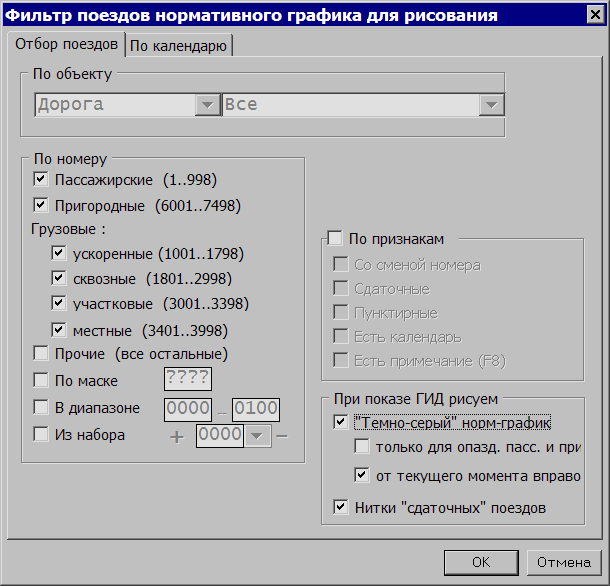 Фильтр поездов нормативного графика для рисования
Отбор поездов
По календарю
По объекту
Дорога
Все
По номеру
Пассажирские (1..998)
Пригородные (6001..7498)
Грузовые :
ускоренные (1001..1798)
сквозные (1801..2998)
участковые (3001..3398)
местные (3401..3998)
Прочие (все остальные)
По маске ????
В диапазоне 0000 – 0100
Из набора + 0000 –
По признакам
Со сменой номера
Сдаточные
Пунктирные
Есть календарь
Есть примечание (F8)
При показе ГИД рисуем
"Темно-серый" норм-график
только для опазд. пасс. и при
от текущего момента вправо
Нитки "сдаточных" поездов
OK
Отмена